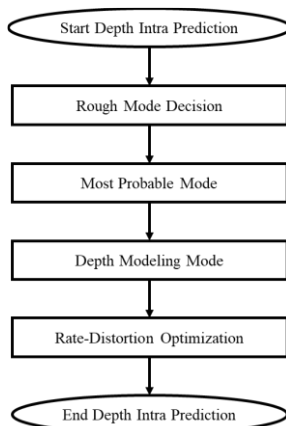 Start Depth Intra Prediction
Rough Mode Decision
Most Probable Mode
Depth Modeling Mode
Rate-Distortion Optimization
End Depth Intra Prediction